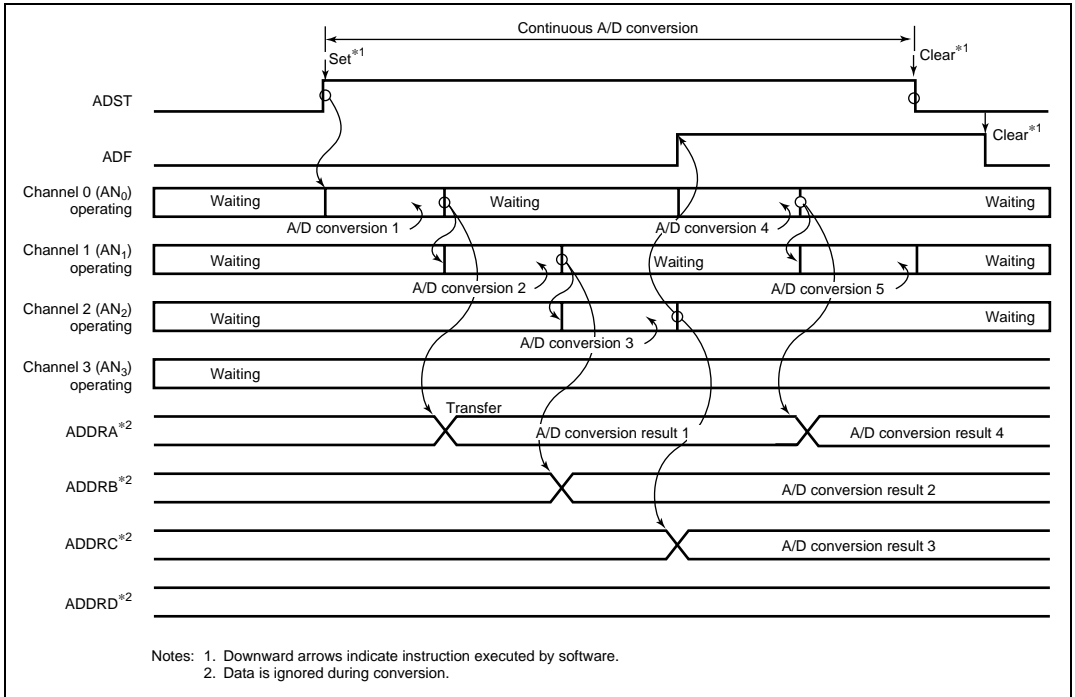 Continuous A/D conversion
Set*1
Clear*1
ADST
Clear*1
ADF
Channel 0 (AN0)
operating
Waiting
Waiting
Waiting
A/D conversion 1
A/D conversion 4
Channel 1 (AN1)
operating
Waiting
Waiting
Waiting
A/D conversion 2
A/D conversion 5
Channel 2 (AN2)
operating
Waiting
Waiting
A/D conversion 3
Channel 3 (AN3)
operating
Waiting
Transfer
ADDRA*2
A/D conversion result 1
A/D conversion result 4
ADDRB*2
A/D conversion result 2
ADDRC*2
A/D conversion result 3
ADDRD*2
Notes: 1. Downward arrows indicate instruction executed by software.
2. Data is ignored during conversion.